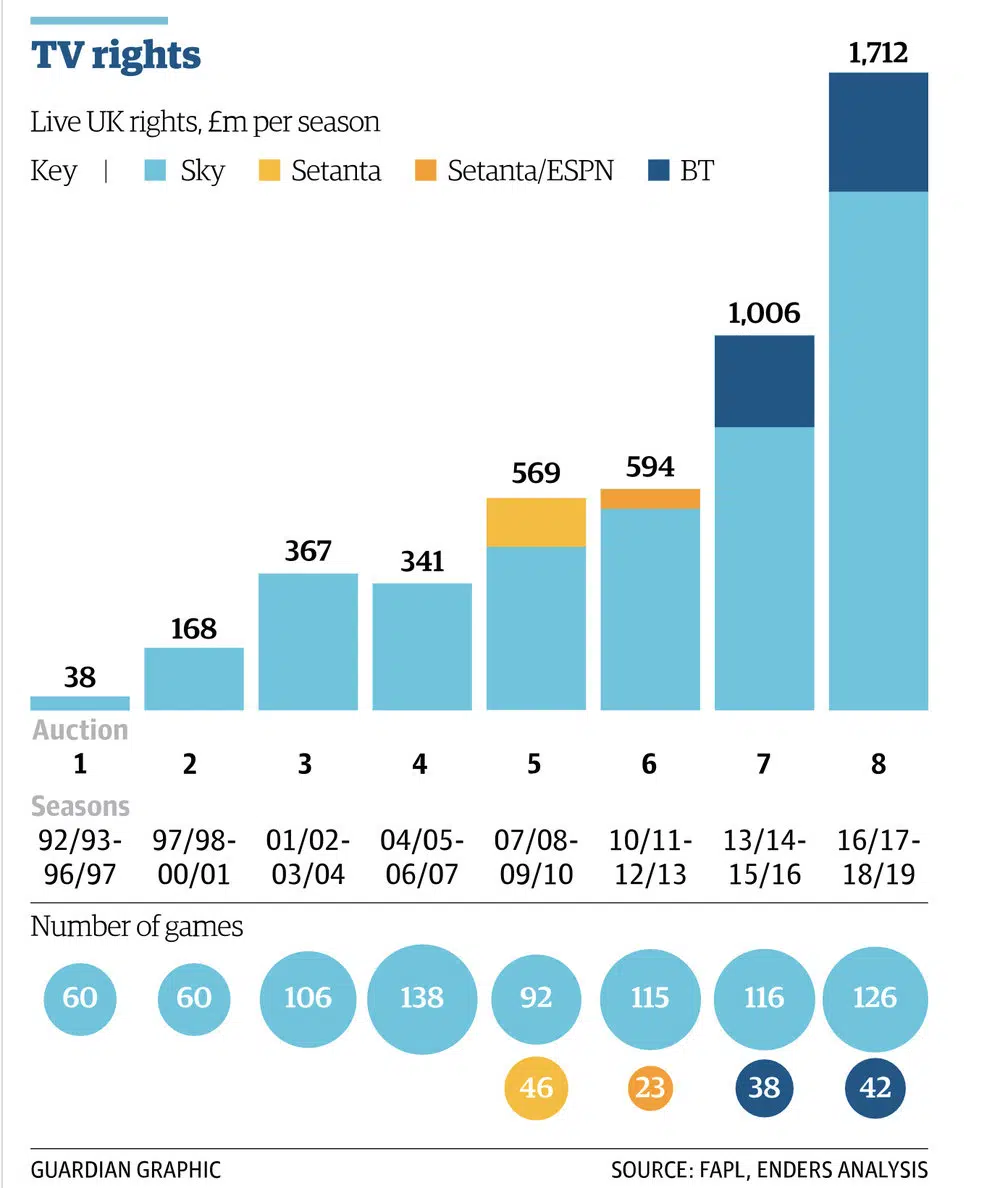 TV rights
Live UK rights, £m per season
Key | Sky Setanta Setanta/ESPN BT
1,712
1,006
569
594
367
341
168
38
Auction
1 2 3 4 5 6 7 8
Seasons
92/93- 97/98- 01/02- 04/05- 07/08- 10/11- 13/14- 16/17-
96/97 00/01 03/04 06/07 09/10 12/13 15/16 18/19
Number of games
60 60 106 138 92 115 116 126
46 23 38 42
GUARDIAN GRAPHIC SOURCE: FAPL, ENDERS ANALYSIS